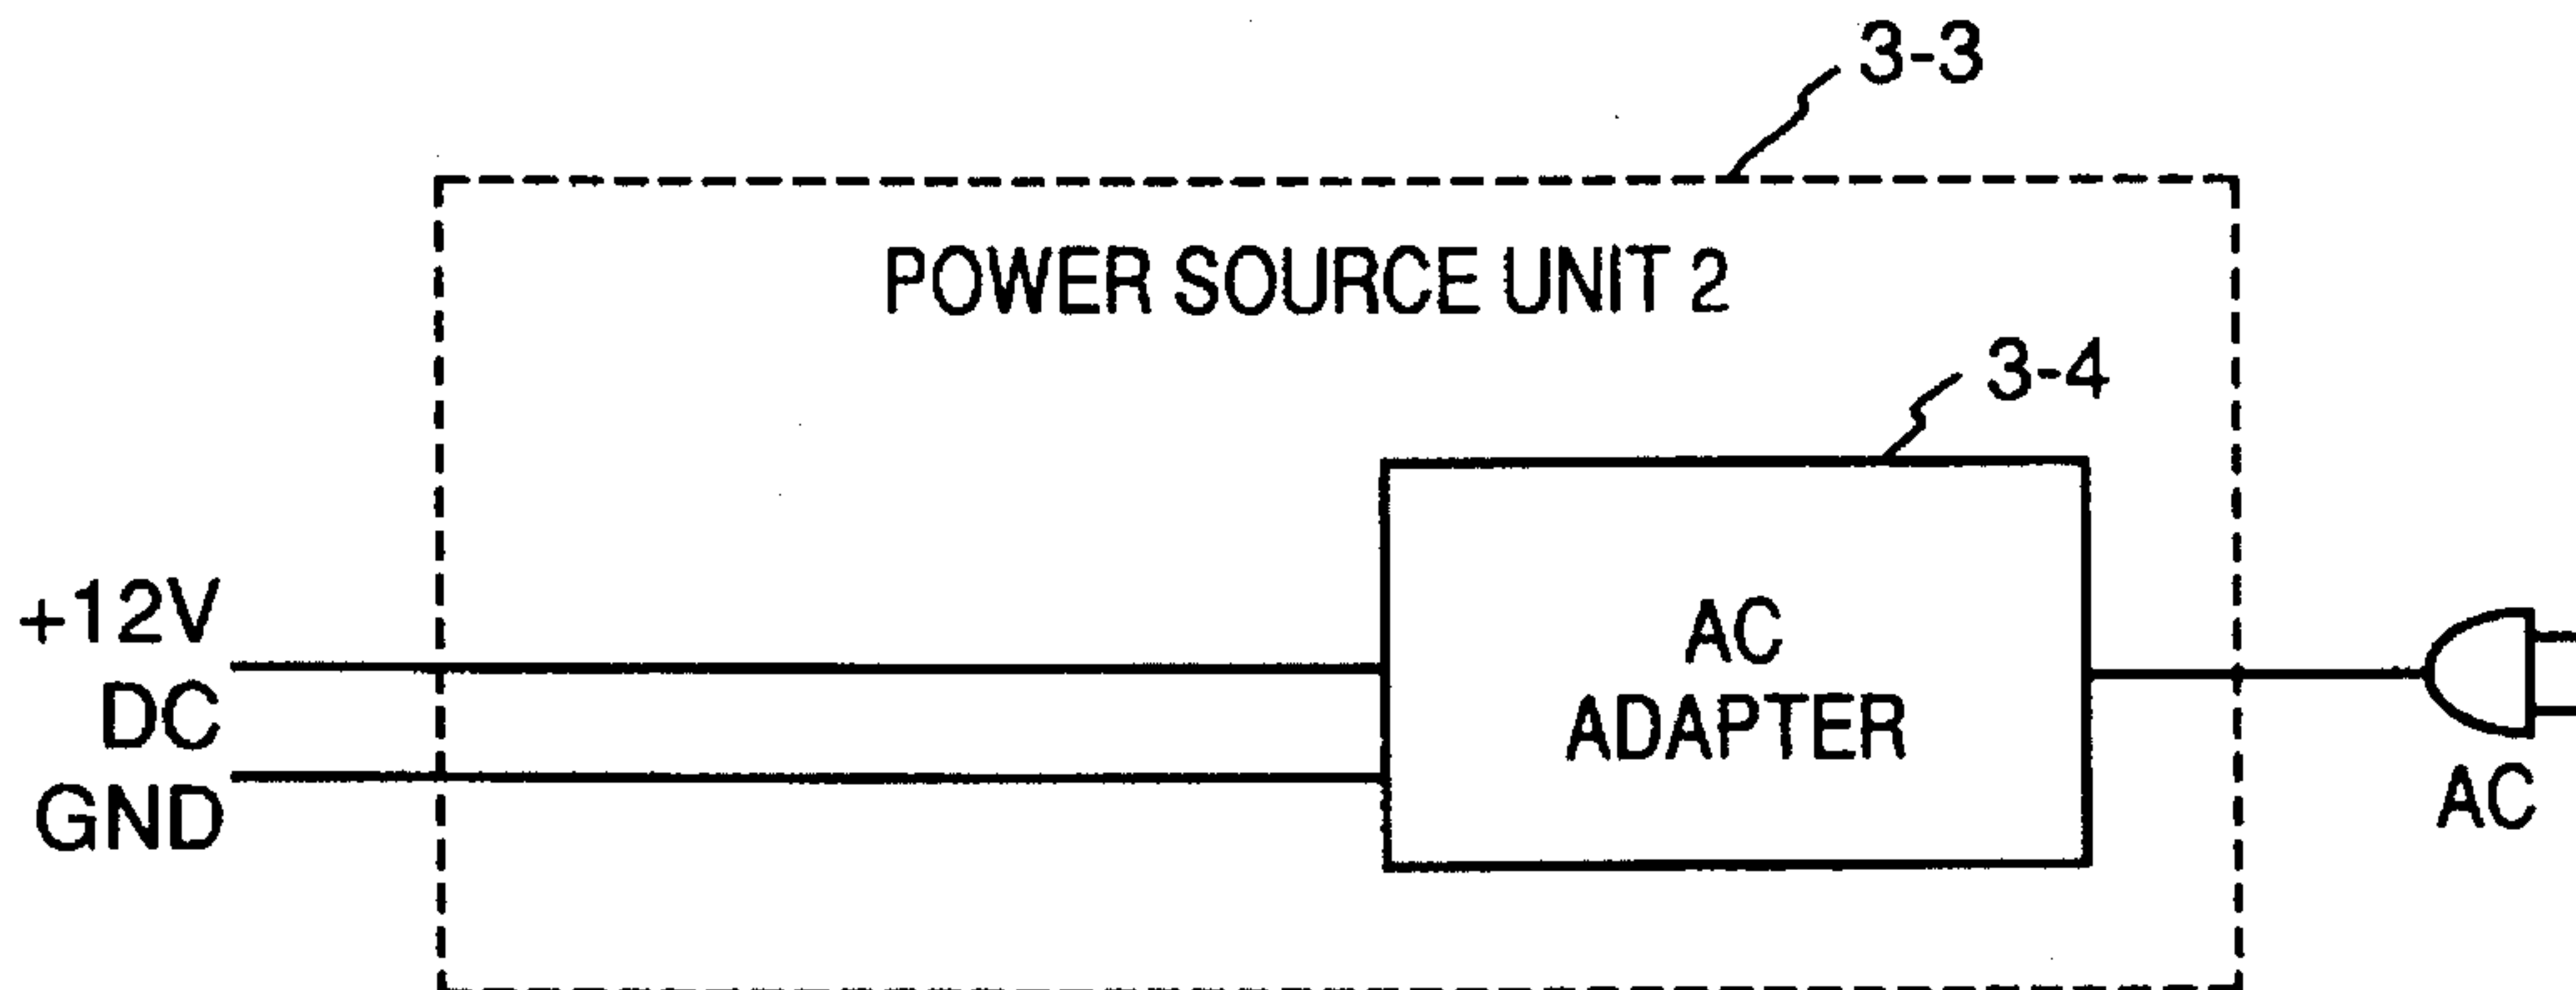 3-3
POWER SOURCE UNIT 2
3-4
+12V
DC
GND
AC
ADAPTER
AC